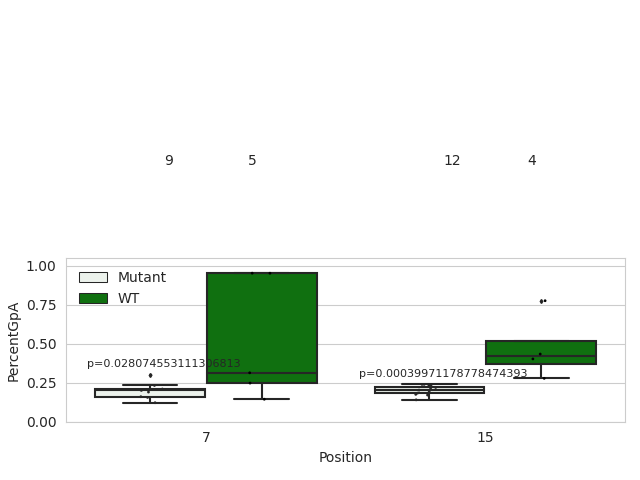 9 5 12 4
1.00
Mutant
WT
0.75
0.50
p=0.028074553111306813
p=0.00039971178778474393
0.25
0.00
PercentGpA
7 15
Position